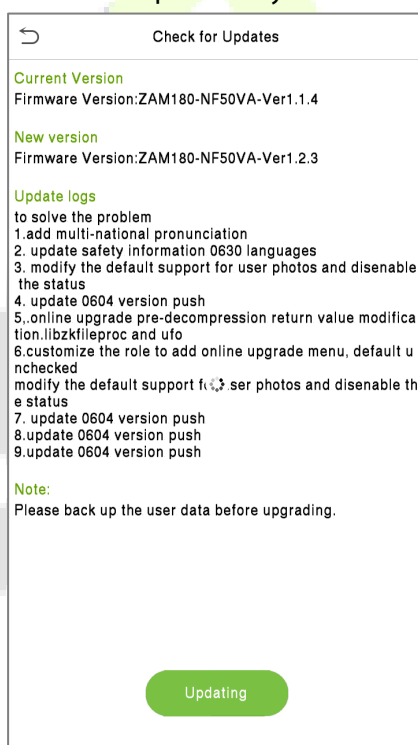 Check for Updates
Current Version
Firmware Version:ZAM180-NF50VA-Ver1.1.4
New version
Firmware Version:ZAM180-NF50VA-Ver1.2.3
Update logs
to solve the problem
1.add multi-national pronunciation
2. update safety information 0630 languages
3. modify the default support for user photos and disenable
the status
4. update 0604 version push
5,.online upgrade pre-decompression return value modifica
tion.libzkfileproc and ufo
6.customize the role to add online upgrade menu, default u
nchecked
modify the default support ser photos and disenable th
e status
7. update 0604 version push
8.update 0604 version push
9.update 0604 version push
Note:
Please back up the user data before upgrading.
Updating